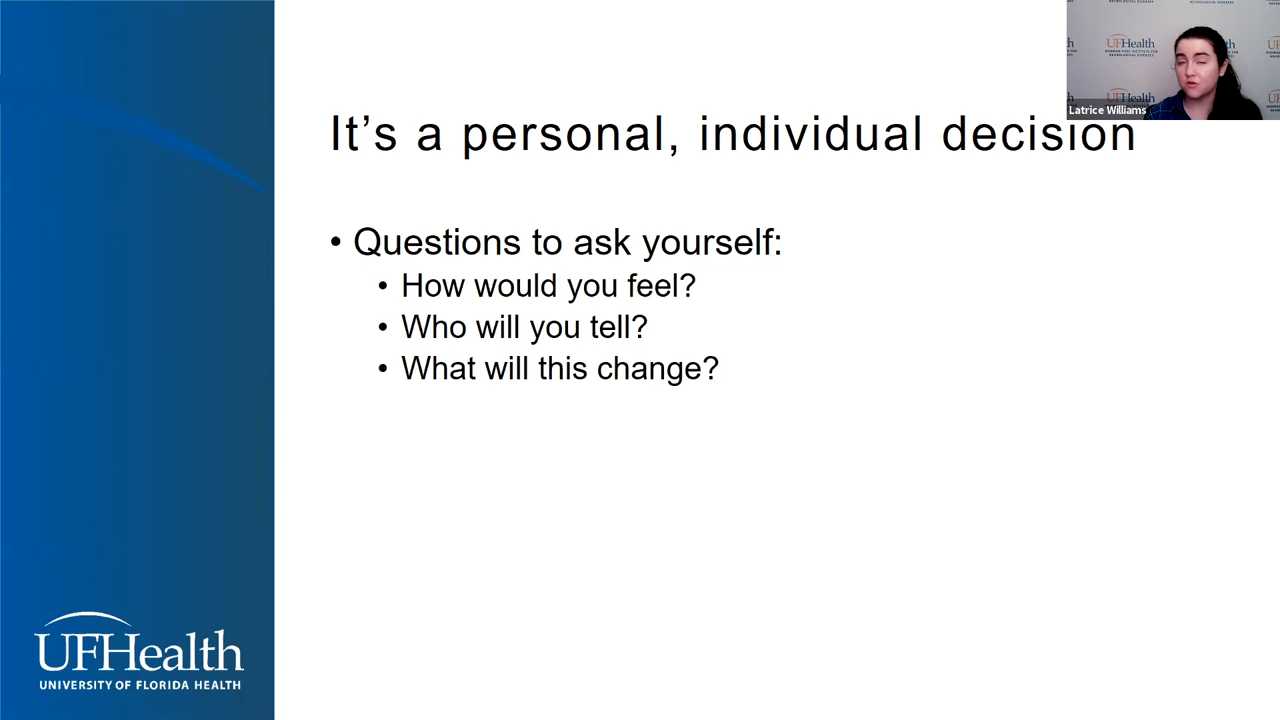 UFHealth
Latrice Williams
It’s a personal, individual decision
• Questions to ask yourself:
• How would you feel?
• Who will you tell?
• What will this change?
UFHealth
UNIVERSITY OF FLORIDA HEALTH